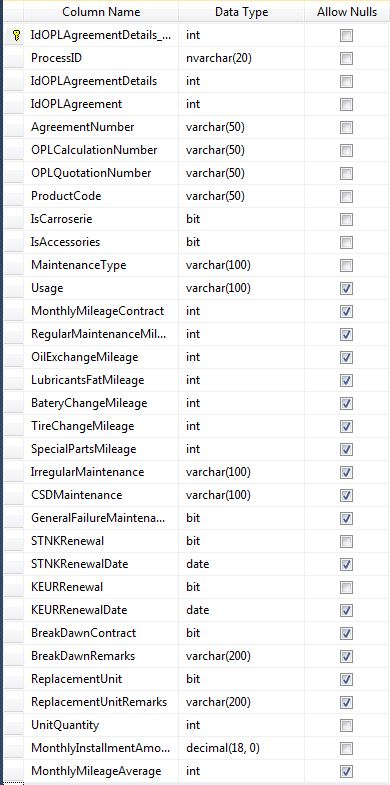 Column Name Data Type Allow Nulls
IdOPLAgreementDetails_... int
ProcessID nvarchar(20)
IdOPLAgreementDetails int
IdOPLAgreement int
AgreementNumber varchar(50)
OPLCalculationNumber varchar(50)
OPLQuotationNumber varchar(50)
ProductCode varchar(50)
IsCarroserie bit
IsAccessories bit
MaintenanceType varchar(100)
Usage varchar(100)
MonthlyMileageContract int
RegularMaintenanceMil... int
OilExchangeMileage int
LubricantsFatMileage int
BateryChangeMileage int
TireChangeMileage int
SpecialPartsMileage int
IrregularMaintenance varchar(100)
CSDMaintenance varchar(100)
GeneralFailureMaintena... bit
STNKRenewal bit
STNKRenewalDate date
KEURRenewal bit
KEURRenewalDate date
BreakDawnContract bit
BreakDawnRemarks varchar(200)
ReplacementUnit bit
ReplacementUnitRemarks varchar(200)
UnitQuantity int
MonthlyInstallmentAmo... decimal(18, 0)
MonthlyMileageAverage int